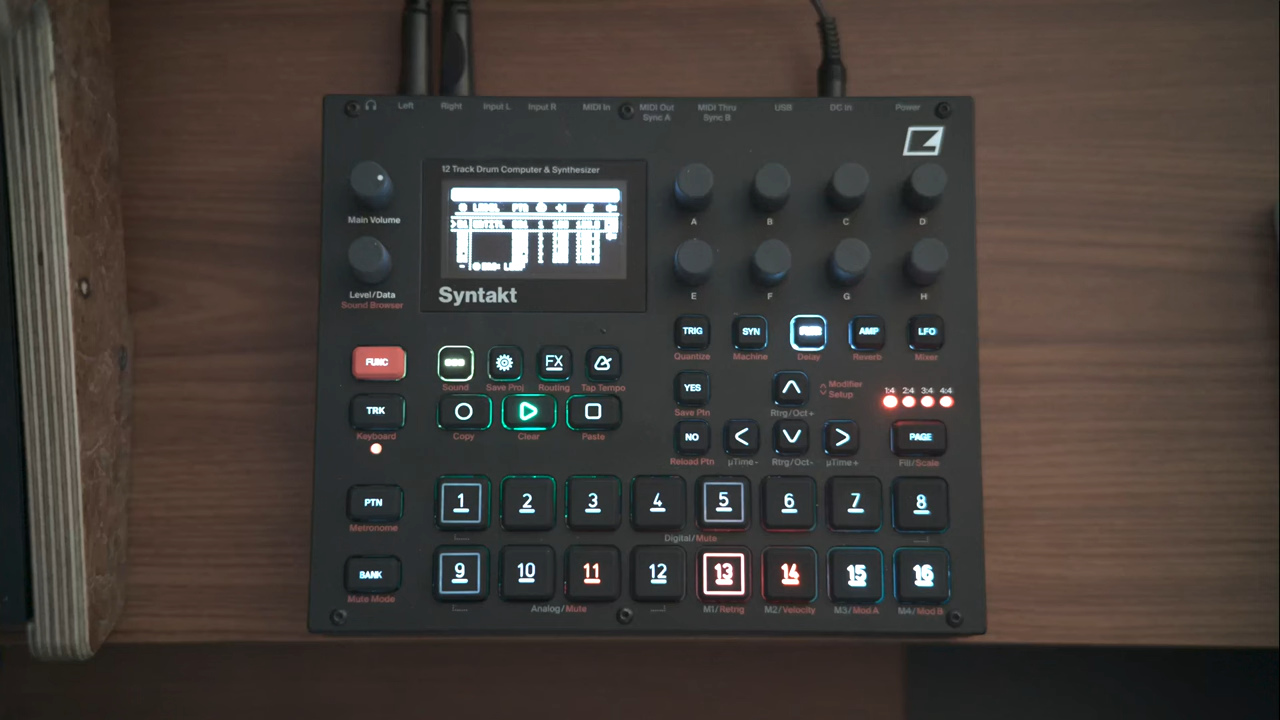 Left Right Input L Input R MIDI In MIDI Out MIDI Thru USB DC In Power
Sync A Sync B
12 Track Drum Computer & Synthesizer
Main Volume
A B C D
Level/Data
Sound Browser
Syntakt
E F G H
TRIG SYN AMP LFO
Quantize Machine Delay Reverb Mixer
FUNC FX
Sound Save Proj Routing Tap Tempo
YES
Modifier
Setup
1:4 2:4 3:4 4:4
Save Ptn Rtrg/Oct+
TRK
Keyboard Copy Clear Paste
NO PAGE
Reload Ptn µTime- Rtrg/Oct- µTime+ Fill/Scale
PTN 1 2 3 4 5 6 7 8
Metronome
Digital/Mute
BANK 9 10 11 12 13 14 15 16
Mute Mode
Analog/Mute M1/Retrig M2/Velocity M3/Mod A M4/Mod B